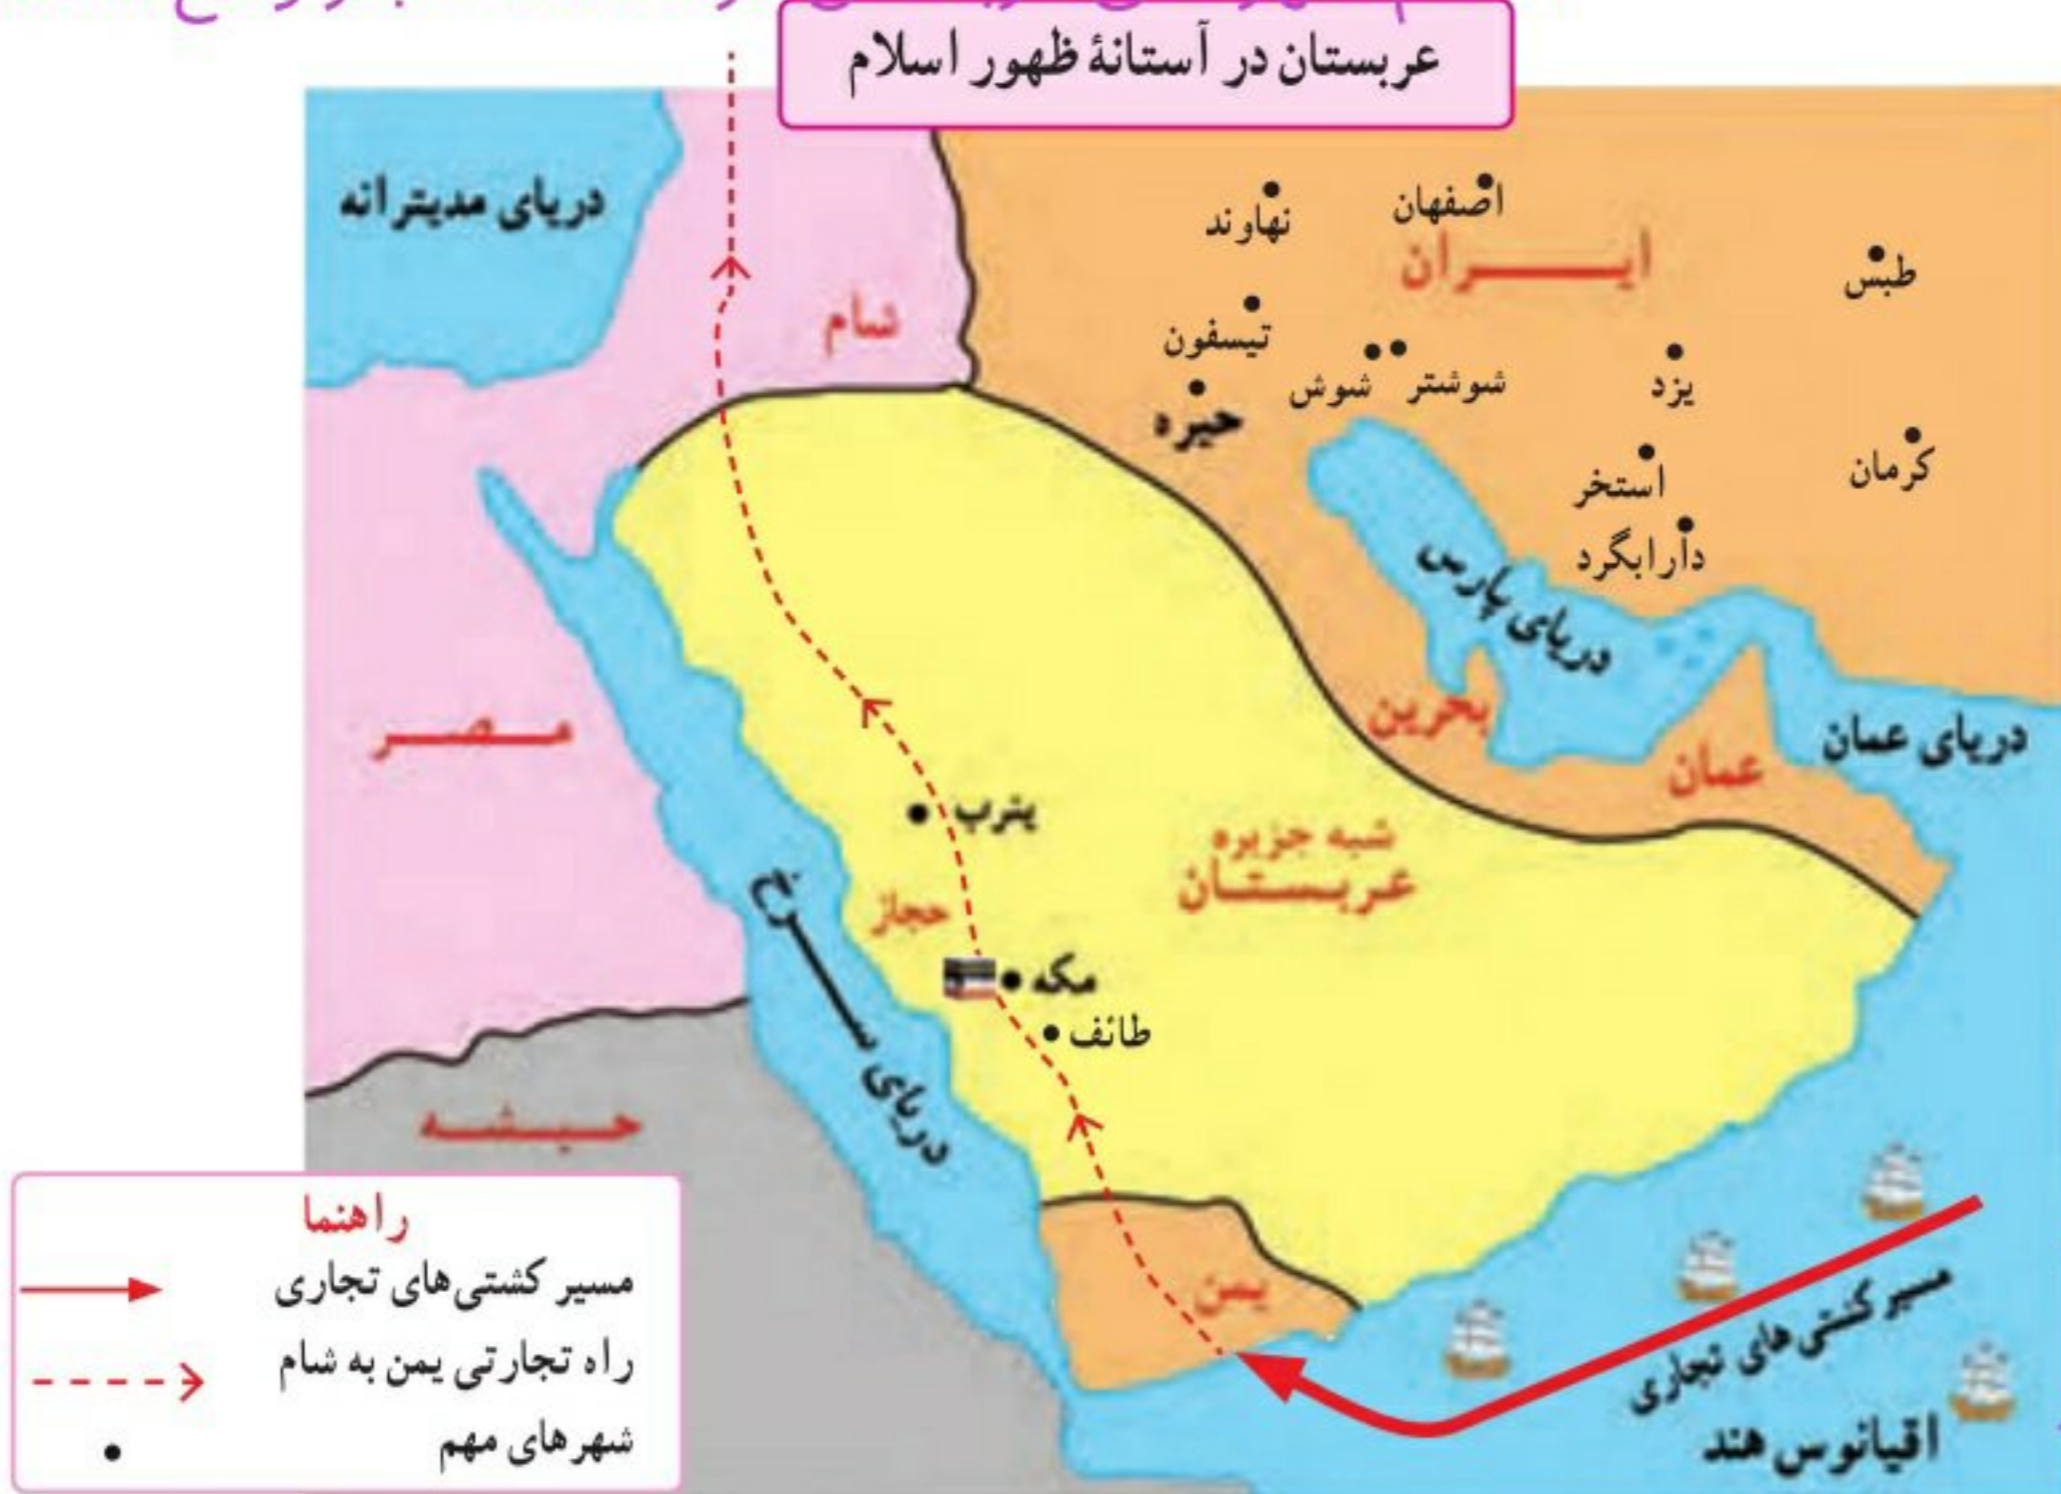 عربستان در آستانهٔ ظهور اسلام
دریای مدیترانه
شام
ایران
نهاوند
اصفهان
طبس
تیسفون
شوش
شوشتر
یزد
حیره
استخر
کرمان
دارابگرد
دریای پارس
بحرین
عمان
دریای عمان
مصر
یثرب
شبه جزیره
عربستان
حجاز
دریای سرخ
مکه
طائف
حبشه
یمن
مسیر کشتی‌های تجاری
اقیانوس هند
راهنما
مسیر کشتی‌های تجاری
راه تجارتی یمن به شام
شهرهای مهم